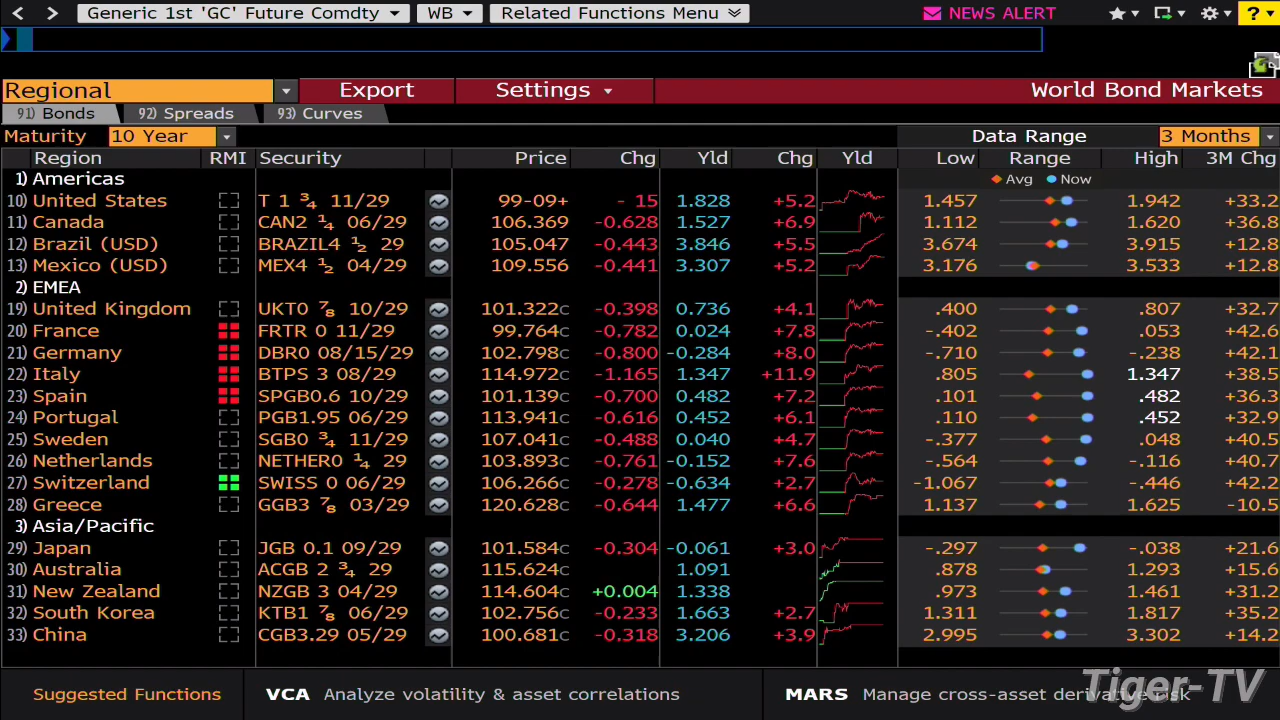 Generic 1st 'GC' Future Comdty WB Related Functions Menu NEWS ALERT ?
Regional Export Settings World Bond Markets
91) Bonds 92) Spreads 93) Curves
Maturity 10 Year Data Range 3 Months
Region RMI Security Price Chg Yld Chg Yld Low Range High 3M Chg
1) Americas Avg Now
10) United States T 1 ¾ 11/29 99-09+ - 15 1.828 +5.2 1.457 1.942 +33.2
11) Canada CAN2 ¼ 06/29 106.369 -0.628 1.527 +6.9 1.112 1.620 +36.8
12) Brazil (USD) BRAZIL4 ½ 29 105.047 -0.443 3.846 +5.5 3.674 3.915 +12.8
13) Mexico (USD) MEX4 ½ 04/29 109.556 -0.441 3.307 +5.2 3.176 3.533 +12.8
2) EMEA
19) United Kingdom UKT0 ⅞ 10/29 101.322c -0.398 0.736 +4.1 .400 .807 +32.7
20) France FRTR 0 11/29 99.764c -0.782 0.024 +7.8 -.402 .053 +42.6
21) Germany DBR0 08/15/29 102.798c -0.800 -0.284 +8.0 -.710 -.238 +42.1
22) Italy BTPS 3 08/29 114.972c -1.165 1.347 +11.9 .805 1.347 +38.5
23) Spain SPGB0.6 10/29 101.139c -0.700 0.482 +7.2 .101 .482 +36.3
24) Portugal PGB1.95 06/29 113.941c -0.616 0.452 +6.1 .110 .452 +32.9
25) Sweden SGB0 ¾ 11/29 107.041c -0.488 0.040 +4.7 -.377 .048 +40.5
26) Netherlands NETHER0 ¼ 29 103.893c -0.761 -0.152 +7.6 -.564 -.116 +40.7
27) Switzerland SWISS 0 06/29 106.266c -0.278 -0.634 +2.7 -1.067 -.446 +42.2
28) Greece GGB3 ⅞ 03/29 120.628c -0.644 1.477 +6.6 1.137 1.625 -10.5
3) Asia/Pacific
29) Japan JGB 0.1 09/29 101.584c -0.304 -0.061 +3.0 -.297 -.038 +21.6
30) Australia ACGB 2 ¾ 29 115.624c 1.091 .878 1.293 +15.6
31) New Zealand NZGB 3 04/29 114.604c +0.004 1.338 .973 1.461 +31.2
32) South Korea KTB1 ⅞ 06/29 102.756c -0.233 1.663 +2.7 1.311 1.817 +35.2
33) China CGB3.29 05/29 100.681c -0.318 3.206 +3.9 2.995 3.302 +14.2
Suggested Functions VCA Analyze volatility & asset correlations MARS Manage cross-asset derivative risk
Tiger-TV